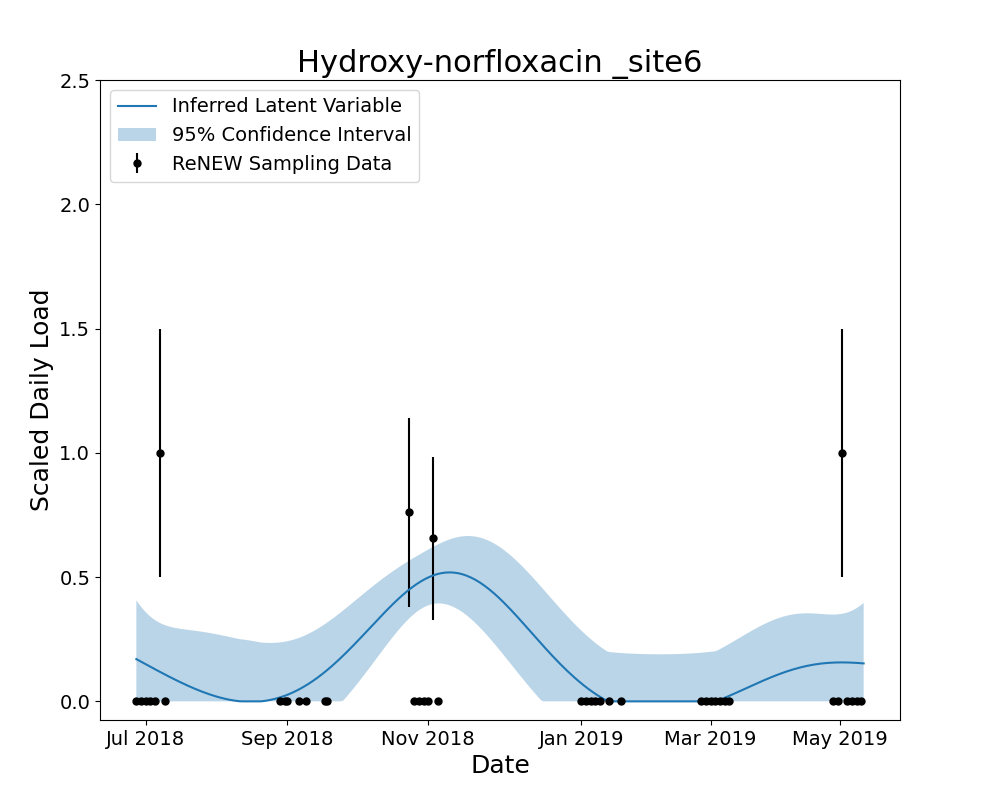 Hydroxy-norfloxacin _site6
2.5
Inferred Latent Variable
95% Confidence Interval
ReNEW Sampling Data
2.0
1.5
1.0
0.5
0.0
Scaled Daily Load
Jul 2018 Sep 2018 Nov 2018 Jan 2019 Mar 2019 May 2019
Date